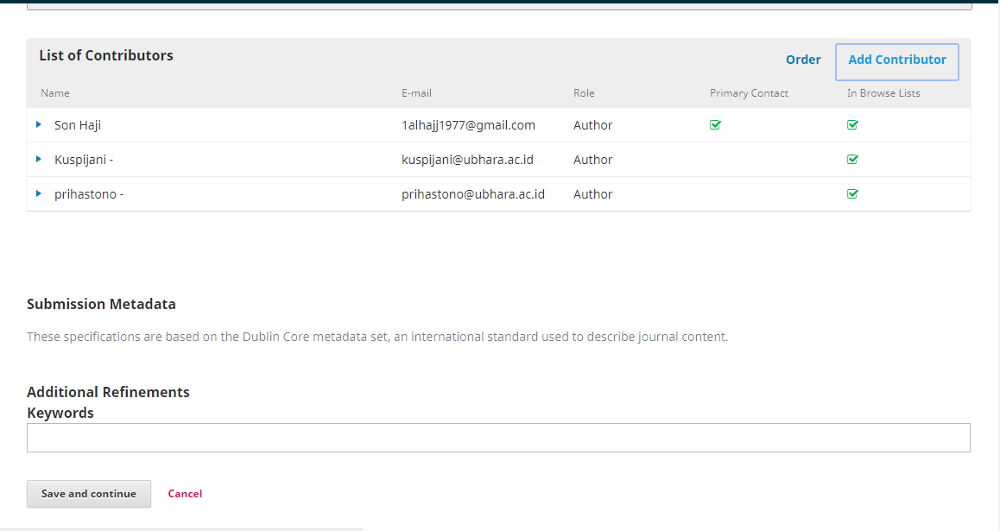 List of Contributors
Order Add Contributor
Name E-mail Role Primary Contact In Browse Lists
Son Haji 1alhajj1977@gmail.com Author
Kuspijani - kuspijani@ubhara.ac.id Author
prihastono - prihastono@ubhara.ac.id Author
Submission Metadata
These specifications are based on the Dublin Core metadata set, an international standard used to describe journal content.
Additional Refinements
Keywords
Save and continue Cancel